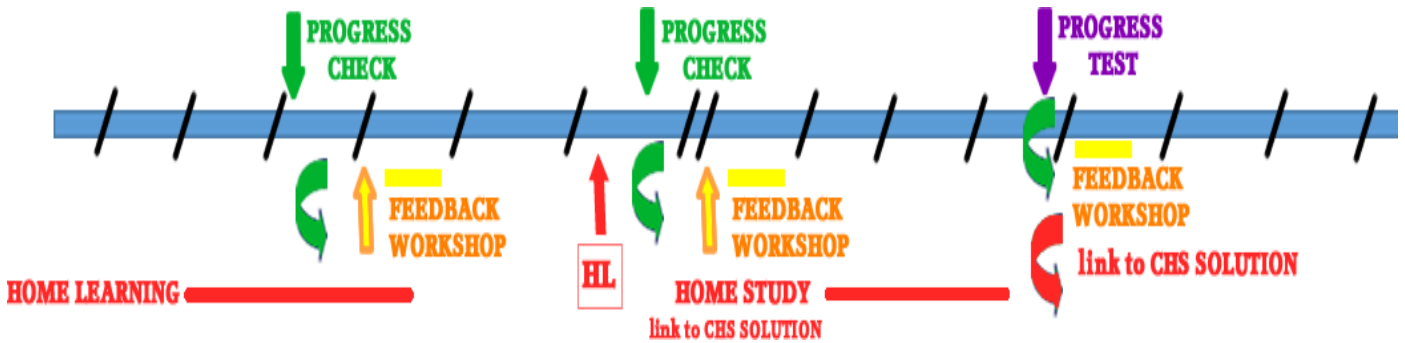 PROGRESS
CHECK
PROGRESS
CHECK
PROGRESS
TEST
FEEDBACK
WORKSHOP
FEEDBACK
WORKSHOP
FEEDBACK
WORKSHOP
HOME LEARNING
HL
HOME STUDY
link to CHS SOLUTION
link to CHS SOLUTION